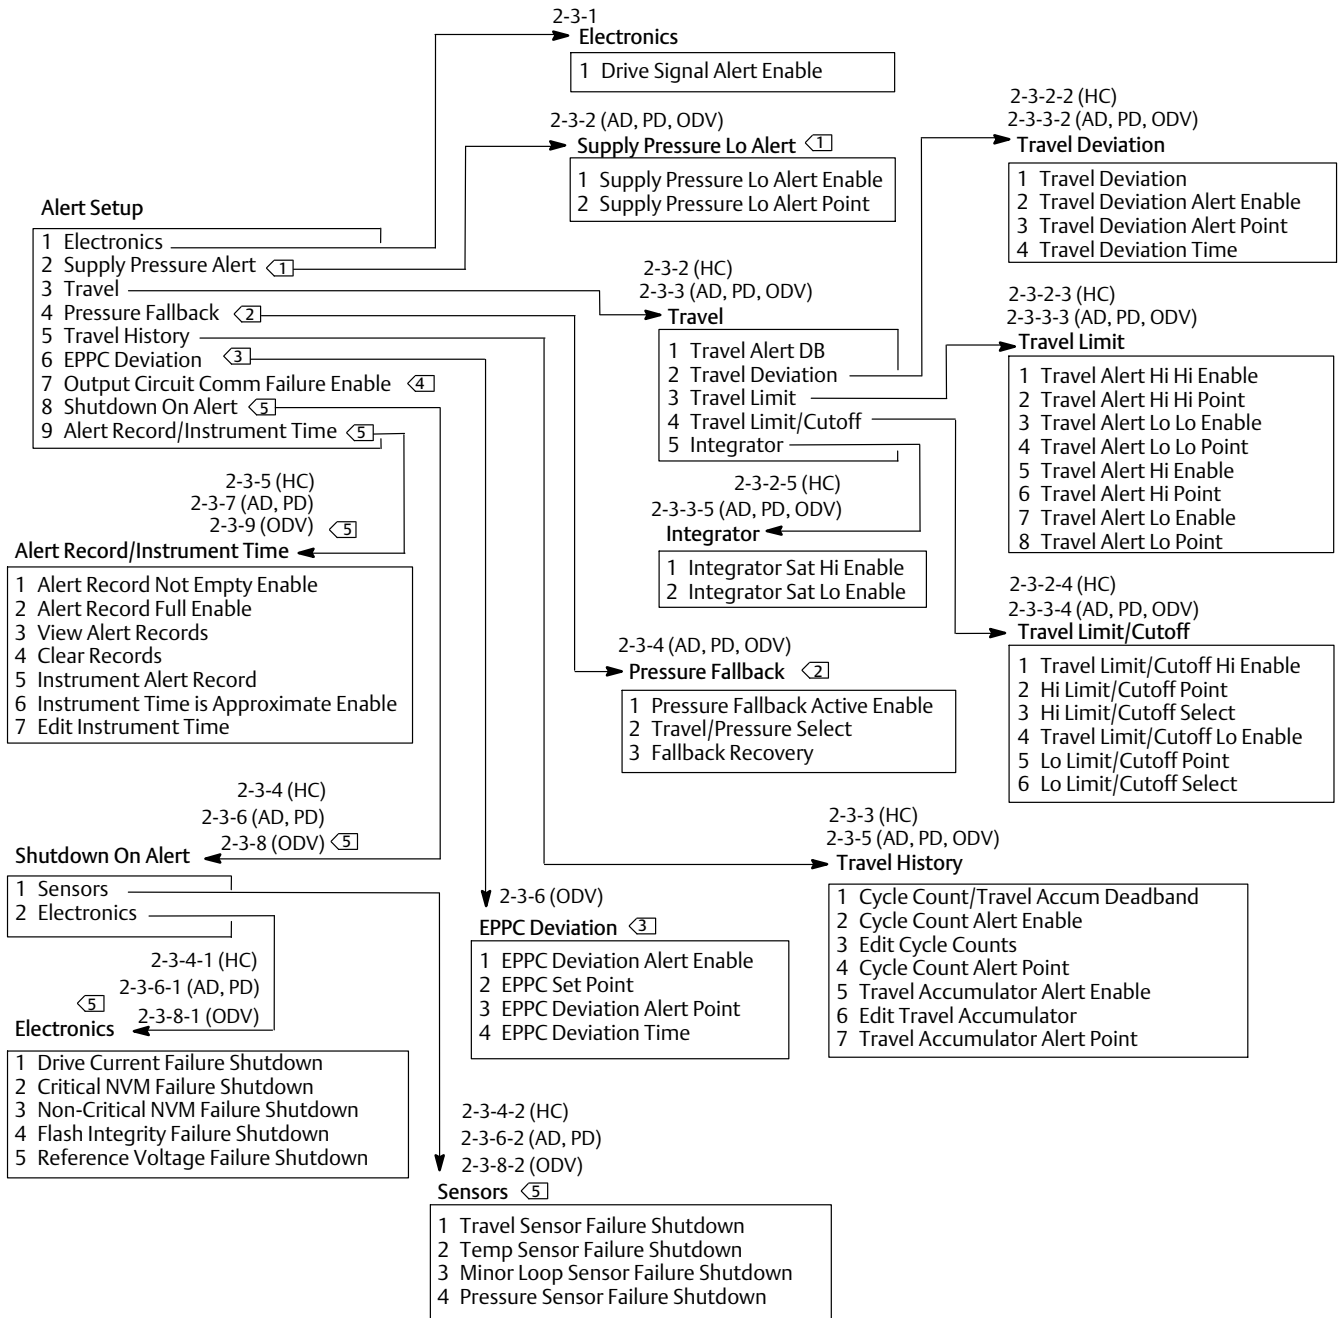 2-3-1
Electronics
1 Drive Signal Alert Enable
2-3-2 (AD, PD, ODV)
Supply Pressure Lo Alert 1
1 Supply Pressure Lo Alert Enable
2 Supply Pressure Lo Alert Point
2-3-2-2 (HC)
2-3-3-2 (AD, PD, ODV)
Travel Deviation
1 Travel Deviation
2 Travel Deviation Alert Enable
3 Travel Deviation Alert Point
4 Travel Deviation Time
Alert Setup
1 Electronics
2 Supply Pressure Alert 1
3 Travel
4 Pressure Fallback 2
5 Travel History
6 EPPC Deviation 3
7 Output Circuit Comm Failure Enable 4
8 Shutdown On Alert 5
9 Alert Record/Instrument Time 5
2-3-2 (HC)
2-3-3 (AD, PD, ODV)
Travel
1 Travel Alert DB
2 Travel Deviation
3 Travel Limit
4 Travel Limit/Cutoff
5 Integrator
2-3-2-3 (HC)
2-3-3-3 (AD, PD, ODV)
Travel Limit
1 Travel Alert Hi Hi Enable
2 Travel Alert Hi Hi Point
3 Travel Alert Lo Lo Enable
4 Travel Alert Lo Lo Point
5 Travel Alert Hi Enable
6 Travel Alert Hi Point
7 Travel Alert Lo Enable
8 Travel Alert Lo Point
2-3-5 (HC)
2-3-7 (AD, PD)
2-3-9 (ODV) 5
Alert Record/Instrument Time
1 Alert Record Not Empty Enable
2 Alert Record Full Enable
3 View Alert Records
4 Clear Records
5 Instrument Alert Record
6 Instrument Time is Approximate Enable
7 Edit Instrument Time
2-3-2-5 (HC)
2-3-3-5 (AD, PD, ODV)
Integrator
1 Integrator Sat Hi Enable
2 Integrator Sat Lo Enable
2-3-2-4 (HC)
2-3-3-4 (AD, PD, ODV)
Travel Limit/Cutoff
1 Travel Limit/Cutoff Hi Enable
2 Hi Limit/Cutoff Point
3 Hi Limit/Cutoff Select
4 Travel Limit/Cutoff Lo Enable
5 Lo Limit/Cutoff Point
6 Lo Limit/Cutoff Select
2-3-4 (AD, PD, ODV)
Pressure Fallback 2
1 Pressure Fallback Active Enable
2 Travel/Pressure Select
3 Fallback Recovery
2-3-4 (HC)
2-3-6 (AD, PD)
2-3-8 (ODV) 5
Shutdown On Alert
1 Sensors
2 Electronics
2-3-3 (HC)
2-3-5 (AD, PD, ODV)
Travel History
1 Cycle Count/Travel Accum Deadband
2 Cycle Count Alert Enable
3 Edit Cycle Counts
4 Cycle Count Alert Point
5 Travel Accumulator Alert Enable
6 Edit Travel Accumulator
7 Travel Accumulator Alert Point
2-3-6 (ODV)
EPPC Deviation 3
1 EPPC Deviation Alert Enable
2 EPPC Set Point
3 EPPC Deviation Alert Point
4 EPPC Deviation Time
2-3-4-1 (HC)
2-3-6-1 (AD, PD)
5 2-3-8-1 (ODV)
Electronics
1 Drive Current Failure Shutdown
2 Critical NVM Failure Shutdown
3 Non-Critical NVM Failure Shutdown
4 Flash Integrity Failure Shutdown
5 Reference Voltage Failure Shutdown
2-3-4-2 (HC)
2-3-6-2 (AD, PD)
2-3-8-2 (ODV)
Sensors 5
1 Travel Sensor Failure Shutdown
2 Temp Sensor Failure Shutdown
3 Minor Loop Sensor Failure Shutdown
4 Pressure Sensor Failure Shutdown